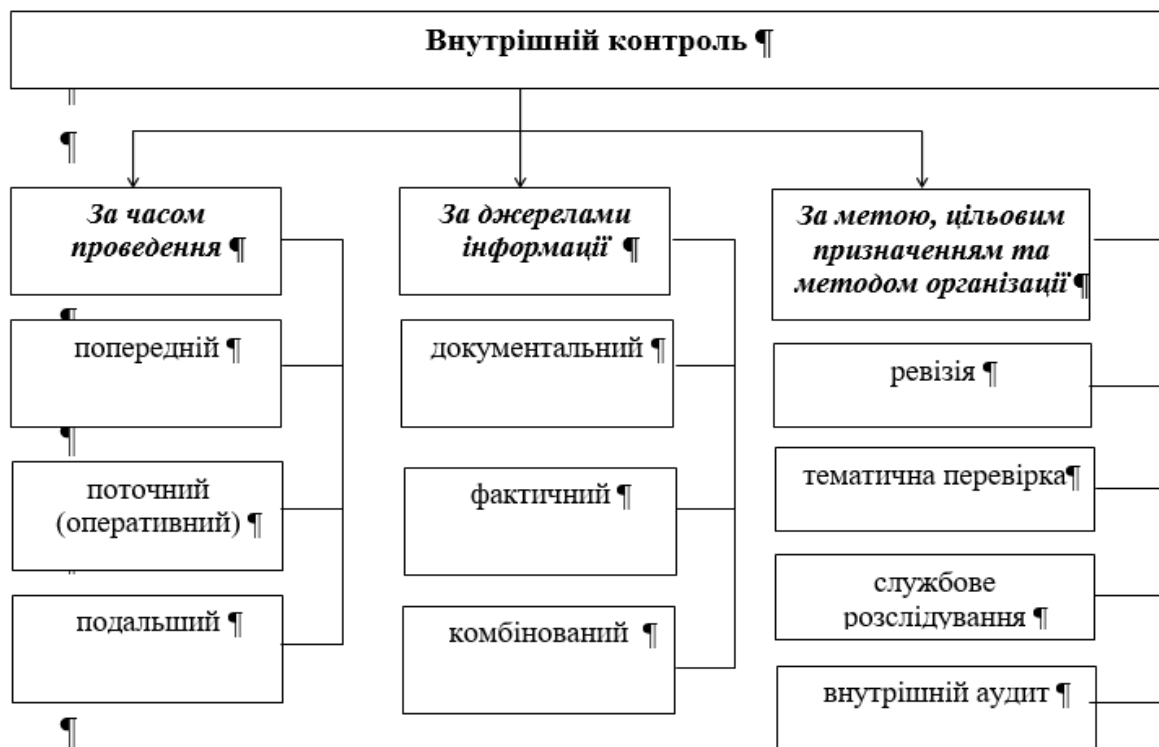 Внутрішній контроль ¶
¶
¶
За часом
проведення ¶
¶
попередній ¶
¶
поточний
(оперативний) ¶
подальший ¶
¶
За джерелами
інформації ¶
документальний ¶
фактичний ¶
комбінований ¶
За метою, цільовим
призначенням та
методом організації ¶
ревізія ¶
тематична перевірка¶
службове
розслідування ¶
внутрішній аудит ¶